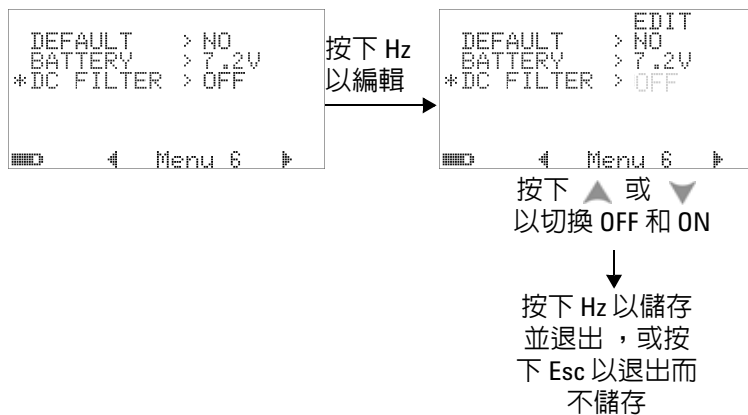 DEFAULT > NO
BATTERY > 7.2V
*DC FILTER > OFF
Menu 6
按下 Hz
以編輯
EDIT
DEFAULT > NO
BATTERY > 7.2V
*DC FILTER > OFF
Menu 6
按下 或
以切換 OFF 和 ON
按下 Hz 以儲存
並退出，或按
下 Esc 以退出而
不儲存